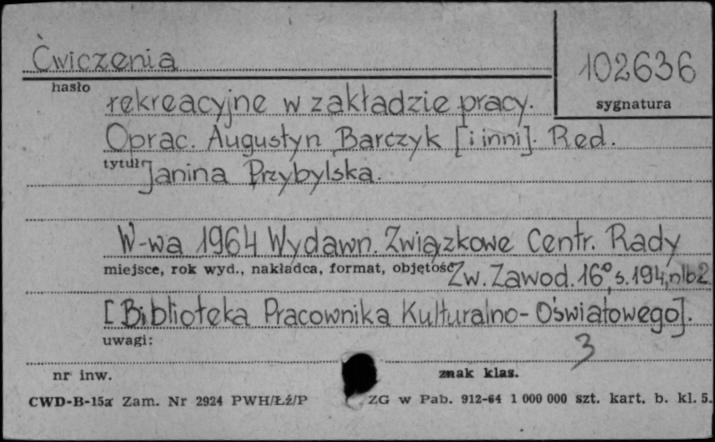 Ćwiczenia
102636
hasło
rekreacyjne w zakładzie pracy.
sygnatura
Oprac. Augustyn Barczyk [i inni]. Red.
tytuł
Janina Przybylska.
W-wa 1964 Wydawn. Związkowe Centr. Rady
miejsce, rok wyd., nakładca, format, objętość
Zw. Zawod. 16°, s. 194, nlb 2
[Biblioteka Pracownika Kulturalno-Oświatowego].
uwagi:
3
nr inw. znak klas.
CWD-B-15a Zam. Nr 2924 PWH/Łź/P ZG w Pab. 912-64 1 000 000 szt. kart. b. kl. 5.